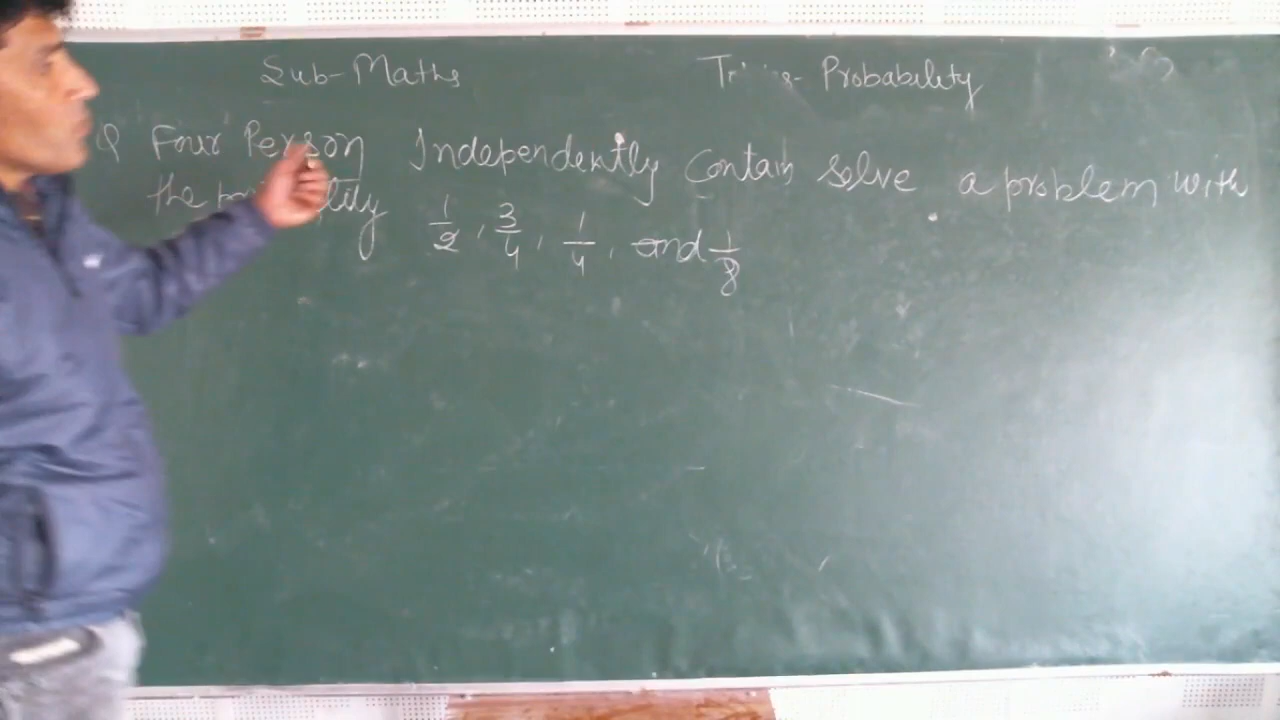 Sub-Maths
Probability
Q Four Person Independently Contain solve a problem with
the 1/2, 3/4, 1/4, and 1/8